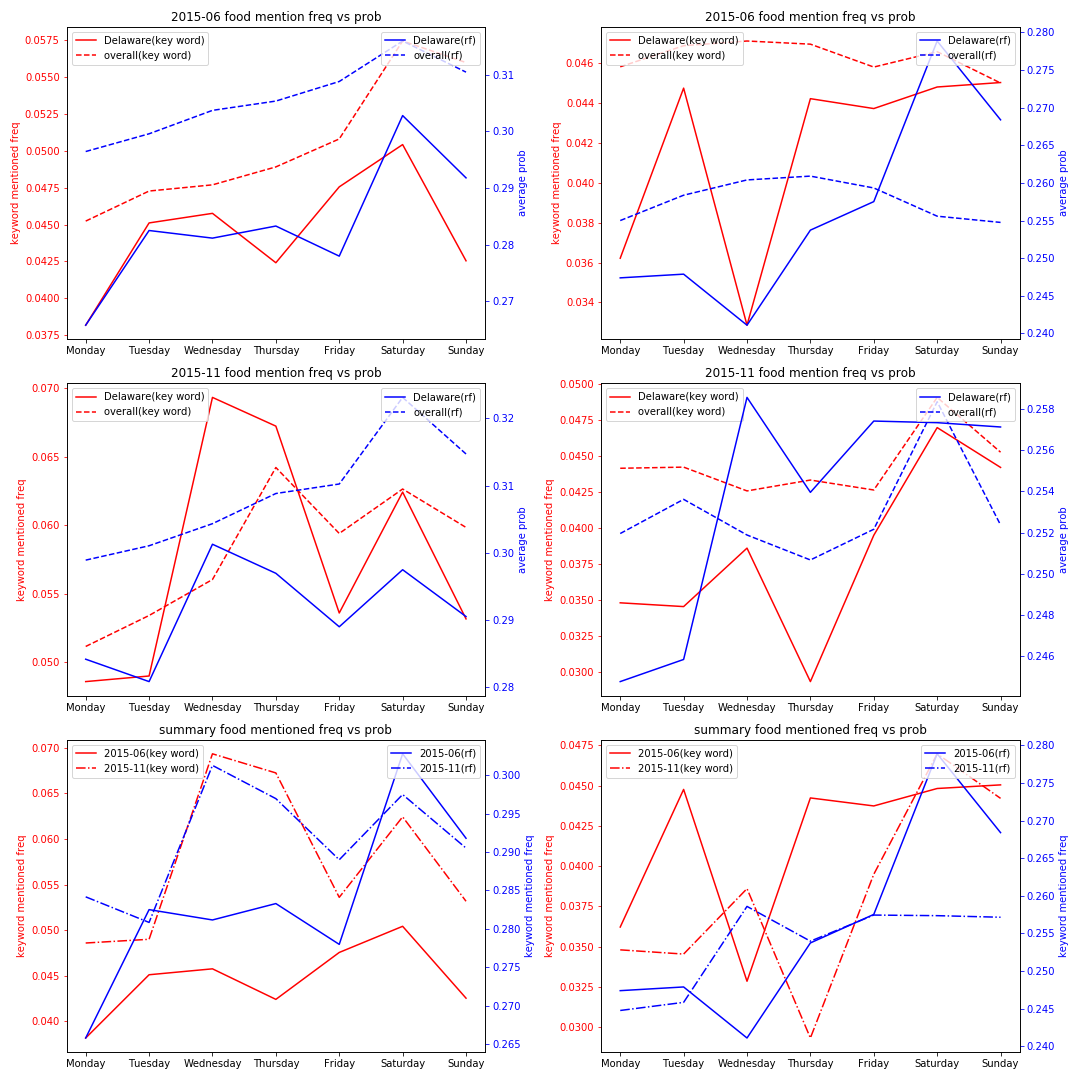 2015-06 food mention freq vs prob
Delaware(key word)
overall(key word)
Delaware(rf)
overall(rf)
keyword mentioned freq
0.0575
0.0550
0.0525
0.0500
0.0475
0.0450
0.0425
0.0400
0.0375
0.31
0.30
0.29
0.28
0.27
average prob
Monday Tuesday Wednesday Thursday Friday Saturday Sunday
2015-06 food mention freq vs prob
Delaware(key word)
overall(key word)
Delaware(rf)
overall(rf)
keyword mentioned freq
0.046
0.044
0.042
0.040
0.038
0.036
0.034
0.280
0.275
0.270
0.265
0.260
0.255
0.250
0.245
0.240
average prob
Monday Tuesday Wednesday Thursday Friday Saturday Sunday
2015-11 food mention freq vs prob
Delaware(key word)
overall(key word)
Delaware(rf)
overall(rf)
keyword mentioned freq
0.070
0.065
0.060
0.055
0.050
0.32
0.31
0.30
0.29
0.28
average prob
Monday Tuesday Wednesday Thursday Friday Saturday Sunday
2015-11 food mention freq vs prob
Delaware(key word)
overall(key word)
Delaware(rf)
overall(rf)
keyword mentioned freq
0.0500
0.0475
0.0450
0.0425
0.0400
0.0375
0.0350
0.0325
0.0300
0.258
0.256
0.254
0.252
0.250
0.248
0.246
average prob
Monday Tuesday Wednesday Thursday Friday Saturday Sunday
summary food mentioned freq vs prob
2015-06(key word)
2015-11(key word)
2015-06(rf)
2015-11(rf)
keyword mentioned freq
0.070
0.065
0.060
0.055
0.050
0.045
0.040
0.300
0.295
0.290
0.285
0.280
0.275
0.270
0.265
keyword mentioned freq
Monday Tuesday Wednesday Thursday Friday Saturday Sunday
summary food mentioned freq vs prob
2015-06(key word)
2015-11(key word)
2015-06(rf)
2015-11(rf)
keyword mentioned freq
0.0475
0.0450
0.0425
0.0400
0.0375
0.0350
0.0325
0.0300
0.280
0.275
0.270
0.265
0.260
0.255
0.250
0.245
0.240
keyword mentioned freq
Monday Tuesday Wednesday Thursday Friday Saturday Sunday